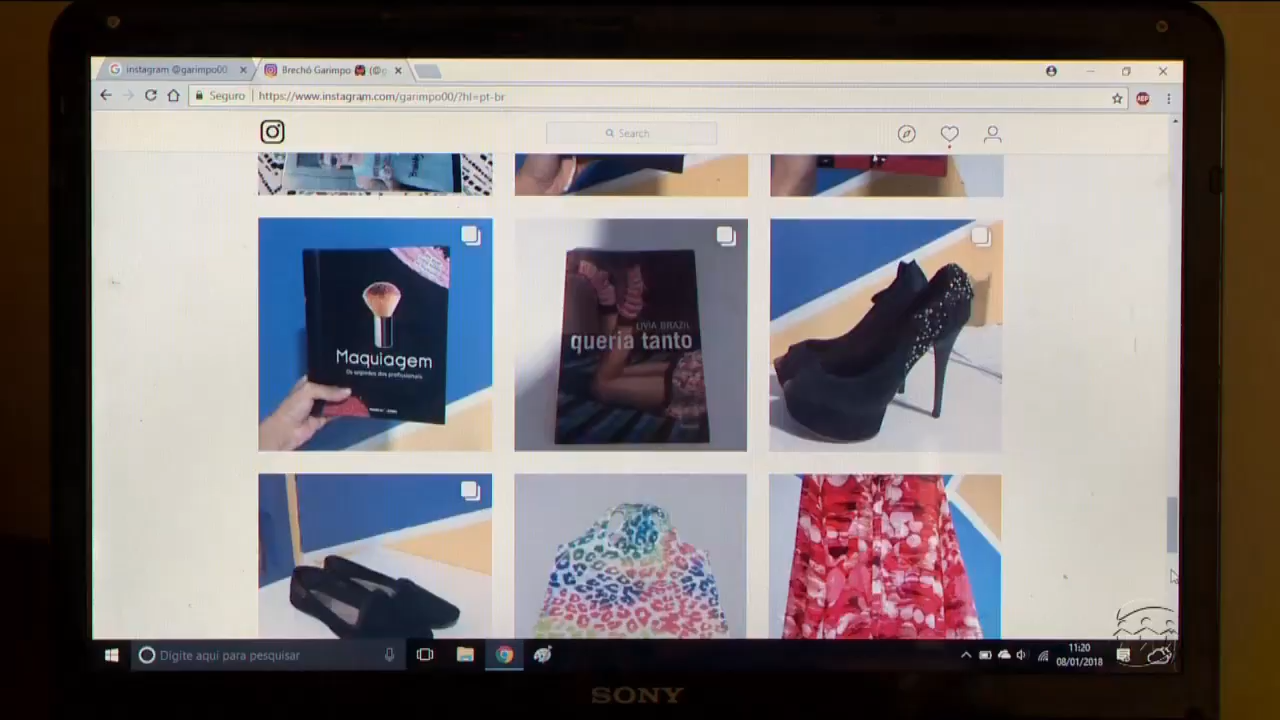 instagram @garimpo00
Brechó Garimpo (@g
Seguro
https://www.instagram.com/garimpo00/?hl=pt-br
ABP
Search
Maquiagem
Os segredos dos profissionais
LIVIA BRAZIL
queria tanto
Digite aqui para pesquisar
11:20
08/01/2018
SONY